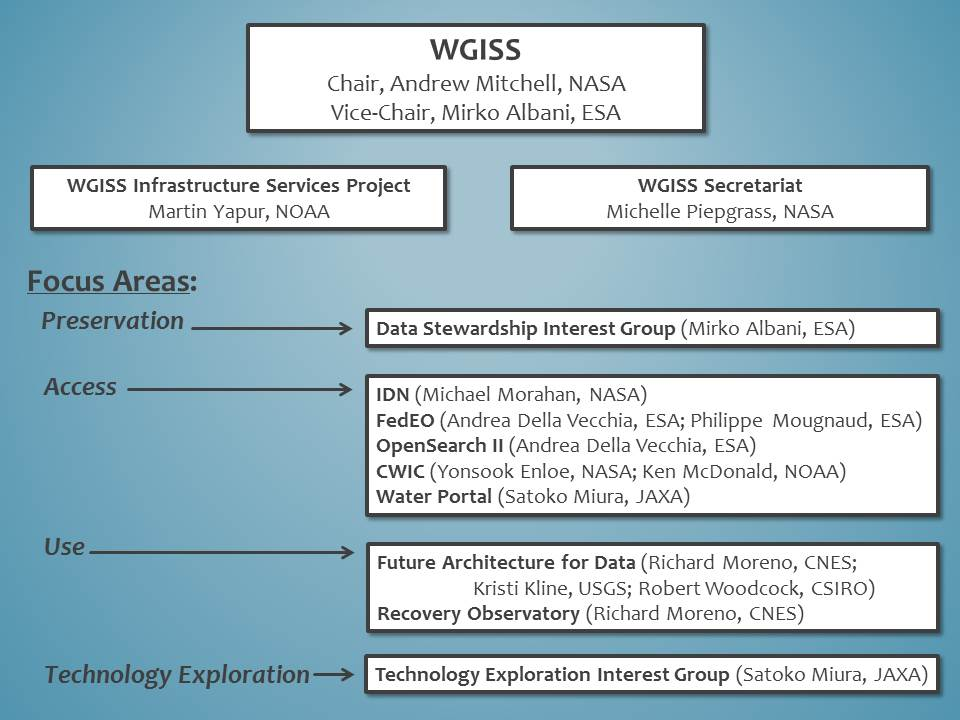 WGISS
Chair, Andrew Mitchell, NASA
Vice-Chair, Mirko Albani, ESA
WGISS Infrastructure Services Project
Martin Yapur, NOAA
WGISS Secretariat
Michelle Piepgrass, NASA
Focus Areas:
Preservation
Data Stewardship Interest Group (Mirko Albani, ESA)
Access
IDN (Michael Morahan, NASA)
FedEO (Andrea Della Vecchia, ESA; Philippe Mougnaud, ESA)
OpenSearch II (Andrea Della Vecchia, ESA)
CWIC (Yonsook Enloe, NASA; Ken McDonald, NOAA)
Water Portal (Satoko Miura, JAXA)
Use
Future Architecture for Data (Richard Moreno, CNES;
Kristi Kline, USGS; Robert Woodcock, CSIRO)
Recovery Observatory (Richard Moreno, CNES)
Technology Exploration
Technology Exploration Interest Group (Satoko Miura, JAXA)